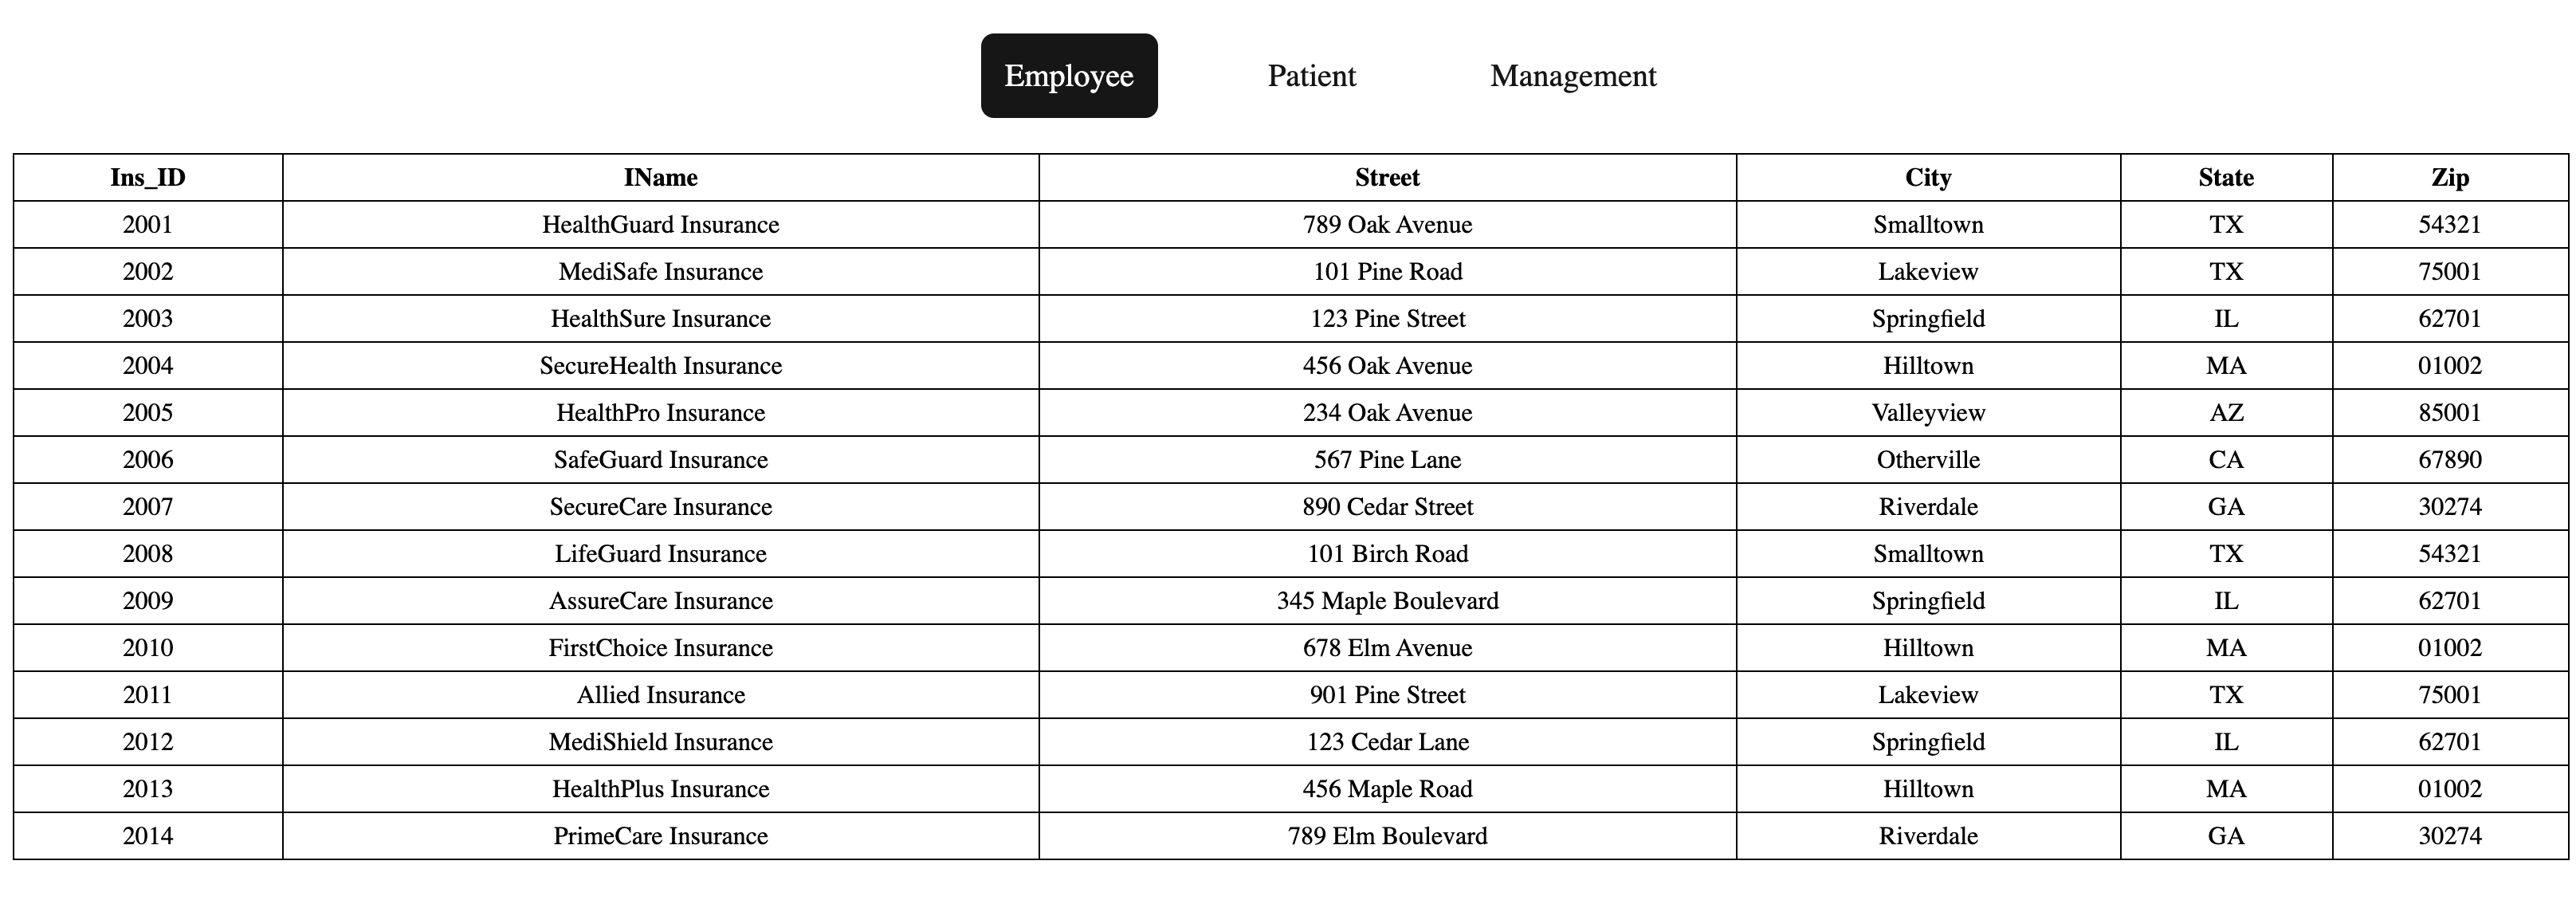 Employee Patient Management
Ins_ID IName Street City State Zip
2001 HealthGuard Insurance 789 Oak Avenue Smalltown TX 54321
2002 MediSafe Insurance 101 Pine Road Lakeview TX 75001
2003 HealthSure Insurance 123 Pine Street Springfield IL 62701
2004 SecureHealth Insurance 456 Oak Avenue Hilltown MA 01002
2005 HealthPro Insurance 234 Oak Avenue Valleyview AZ 85001
2006 SafeGuard Insurance 567 Pine Lane Otherville CA 67890
2007 SecureCare Insurance 890 Cedar Street Riverdale GA 30274
2008 LifeGuard Insurance 101 Birch Road Smalltown TX 54321
2009 AssureCare Insurance 345 Maple Boulevard Springfield IL 62701
2010 FirstChoice Insurance 678 Elm Avenue Hilltown MA 01002
2011 Allied Insurance 901 Pine Street Lakeview TX 75001
2012 MediShield Insurance 123 Cedar Lane Springfield IL 62701
2013 HealthPlus Insurance 456 Maple Road Hilltown MA 01002
2014 PrimeCare Insurance 789 Elm Boulevard Riverdale GA 30274